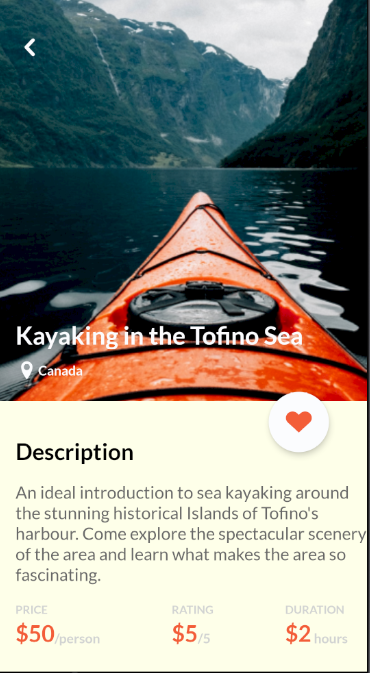 Kayaking in the Tofino Sea
Canada
Description
An ideal introduction to sea kayaking around
the stunning historical Islands of Tofino's
harbour. Come explore the spectacular scenery
of the area and learn what makes the area so
fascinating.
PRICE RATING DURATION
$50/person $5/5 $2 hours